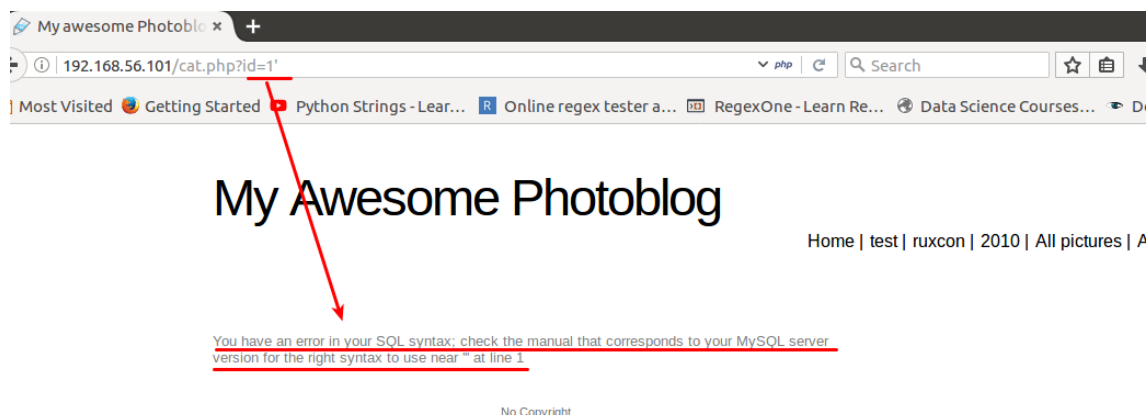 My awesome Photoblo
192.168.56.101/cat.php?id=1'
php
Search
Most Visited Getting Started Python Strings - Lear... Online regex tester a... RegexOne - Learn Re... Data Science Courses...
My Awesome Photoblog
Home | test | ruxcon | 2010 | All pictures | A
You have an error in your SQL syntax; check the manual that corresponds to your MySQL server
version for the right syntax to use near ''' at line 1
No Copyright